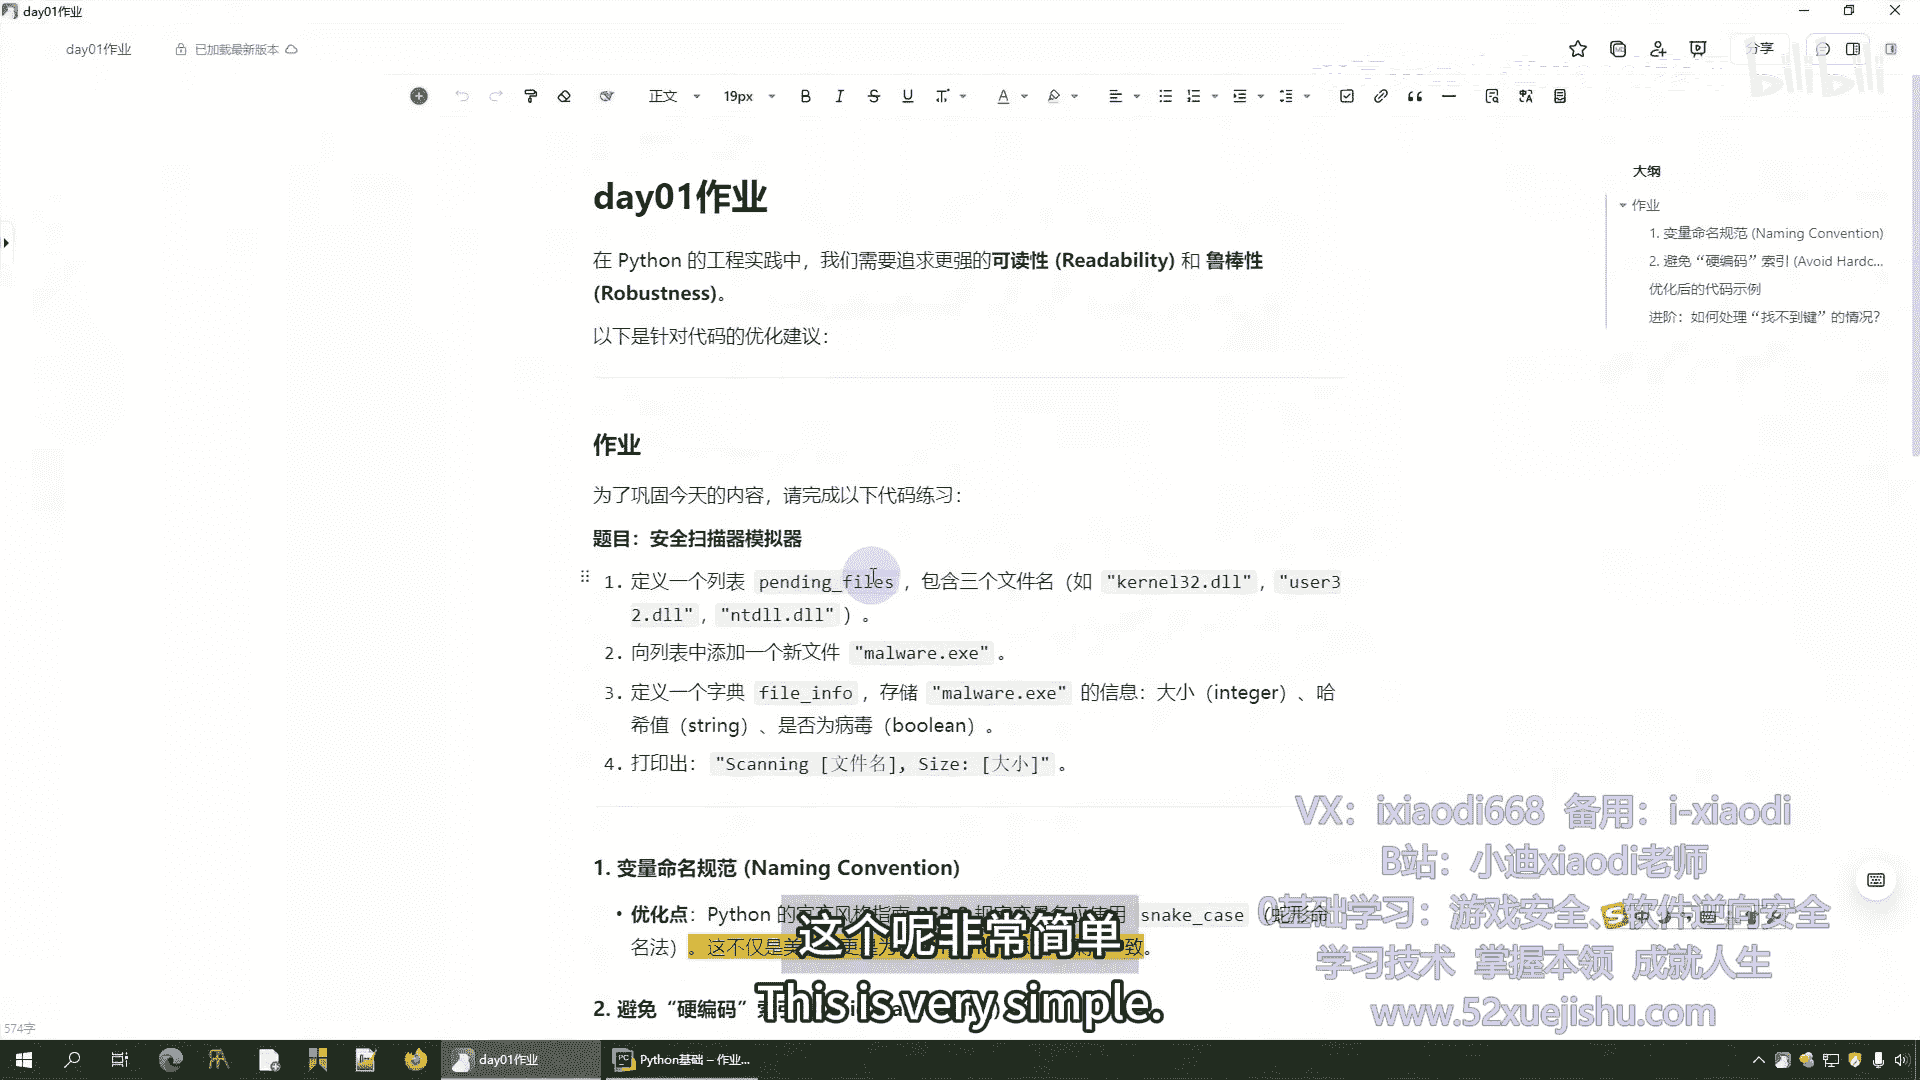 day01作业
day01作业
已加载最新版本
分享
bilibili
正文
19px
大纲
作业
1. 变量命名规范 (Naming Convention)
2. 避免“硬编码”索引 (Avoid Hardc...
优化后的代码示例
进阶：如何处理“找不到键”的情况？
day01作业
在 Python 的工程实践中，我们需要追求更强的可读性 (Readability) 和 鲁棒性
(Robustness)。
以下是针对代码的优化建议：
作业
为了巩固今天的内容，请完成以下代码练习：
题目：安全扫描器模拟器
1. 定义一个列表 pending_files ，包含三个文件名（如 "kernel32.dll"，"user3
2.dll"，"ntdll.dll" ）。
2. 向列表中添加一个新文件 "malware.exe" 。
3. 定义一个字典 file_info ，存储 "malware.exe" 的信息：大小（integer）、哈
希值（string）、是否为病毒（boolean）。
4. 打印出： "Scanning [文件名], Size: [大小]" 。
1. 变量命名规范 (Naming Convention)
• 优化点：Python 的 snake_case （蛇形命
名法）。这不仅是美 致。
2. 避免“硬编码”
这个呢非常简单
This is very simple.
VX：ixiaodi668 备用：i-xiaodi
B站：小迪xiaodi老师
0基础学习：游戏安全、软件逆向安全
学习技术 掌握本领 成就人生
www.52xuejishu.com
574字
day01作业
Python基础 – 作业...